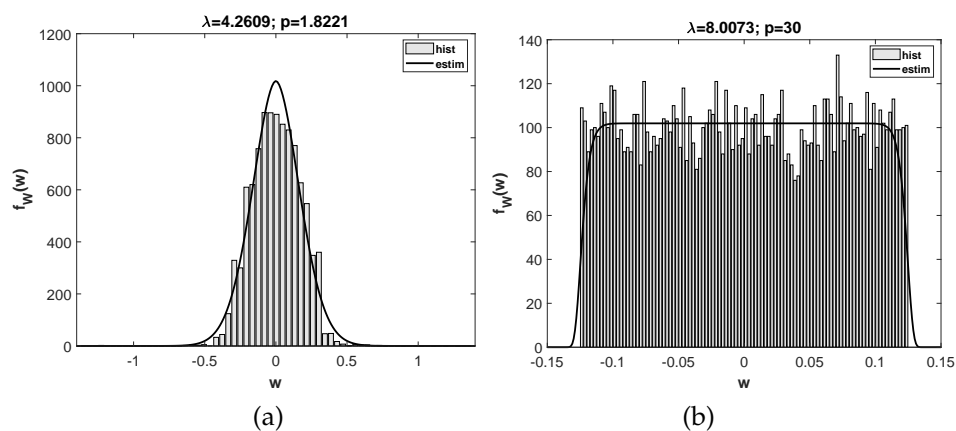 λ=4.2609; p=1.8221
1200
1000
800
600
400
200
0
f_W(w)
-1
-0.5
0
0.5
1
w
hist
estim
(a)
λ=8.0073; p=30
140
120
100
80
60
40
20
0
f_W(w)
-0.15
-0.1
-0.05
0
0.05
0.1
0.15
w
hist
estim
(b)